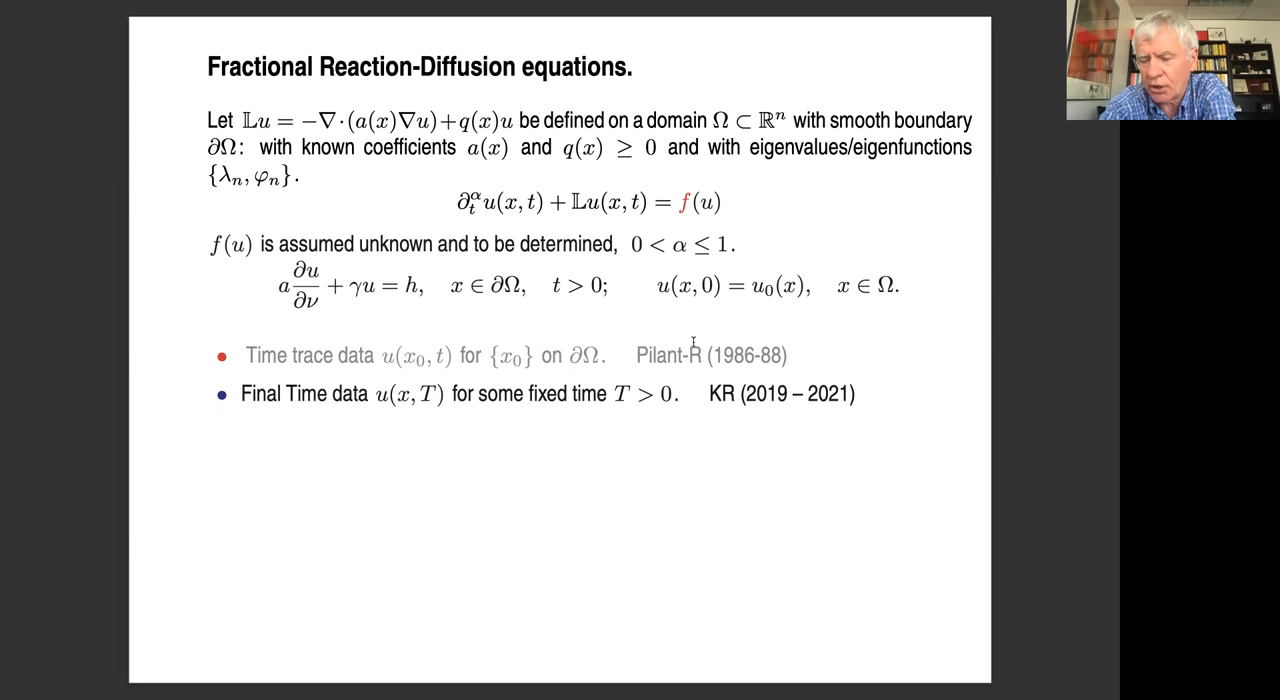 Fractional Reaction-Diffusion equations.
Let 𝕃u = −∇·(a(x)∇u)+q(x)u be defined on a domain Ω ⊂ ℝⁿ with smooth boundary
∂Ω: with known coefficients a(x) and q(x) ≥ 0 and with eigenvalues/eigenfunctions
{λₙ, φₙ}.
∂ₜᵅu(x,t) + 𝕃u(x,t) = f(u)
f(u) is assumed unknown and to be determined, 0 < α ≤ 1.
a ∂u/∂ν + γu = h, x ∈ ∂Ω, t > 0; u(x,0) = u₀(x), x ∈ Ω.
• Time trace data u(x₀,t) for {x₀} on ∂Ω. Pilant-R (1986-88)
• Final Time data u(x,T) for some fixed time T > 0. KR (2019 – 2021)